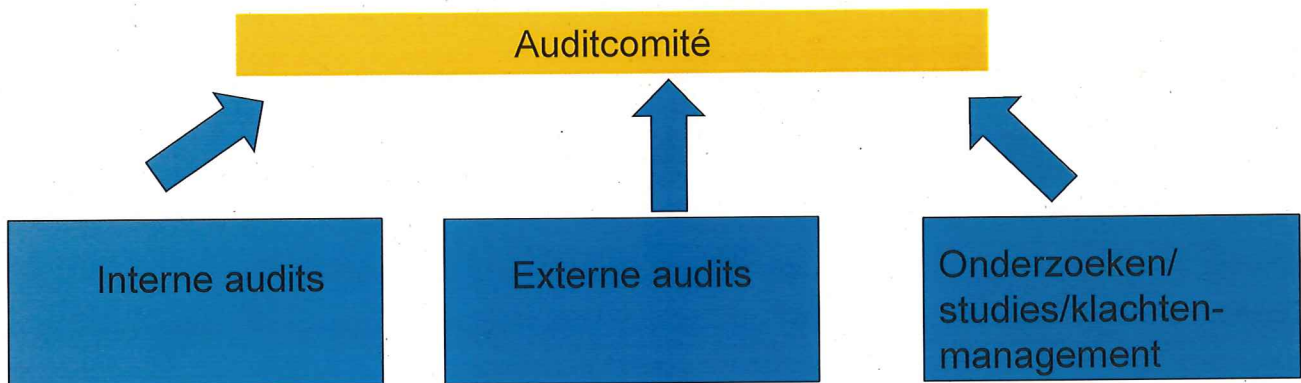 Auditcomité
Interne audits
Externe audits
Onderzoeken/
studies/klachten-
management